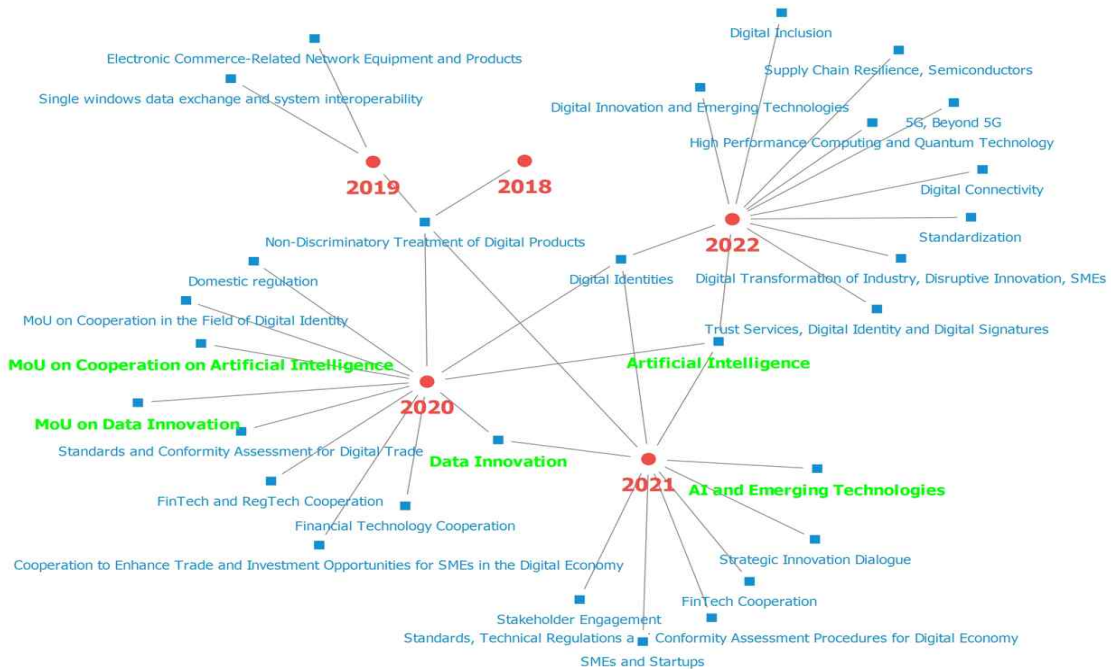 Digital Inclusion
Electronic Commerce-Related Network Equipment and Products
Supply Chain Resilience, Semiconductors
Single windows data exchange and system interoperability
Digital Innovation and Emerging Technologies
5G, Beyond 5G
High Performance Computing and Quantum Technology
2019
2018
Digital Connectivity
Non-Discriminatory Treatment of Digital Products
2022
Standardization
Domestic regulation
Digital Identities
Digital Transformation of Industry, Disruptive Innovation, SMEs
MoU on Cooperation in the Field of Digital Identity
Trust Services, Digital Identity and Digital Signatures
MoU on Cooperation on Artificial Intelligence
Artificial Intelligence
2020
MoU on Data Innovation
Standards and Conformity Assessment for Digital Trade
Data Innovation
2021
AI and Emerging Technologies
FinTech and RegTech Cooperation
Financial Technology Cooperation
Strategic Innovation Dialogue
Cooperation to Enhance Trade and Investment Opportunities for SMEs in the Digital Economy
FinTech Cooperation
Stakeholder Engagement
Standards, Technical Regulations a Conformity Assessment Procedures for Digital Economy
SMEs and Startups